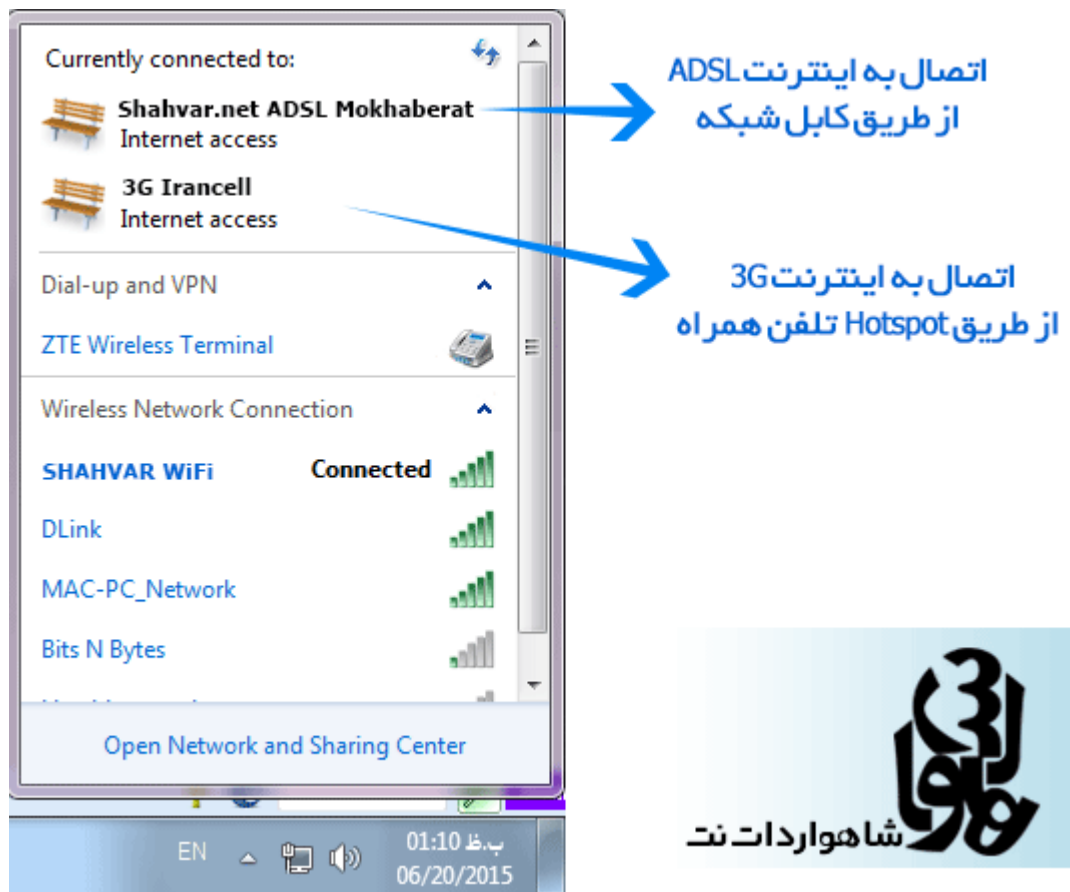 Currently connected to:
Shahvar.net ADSL Mokhaberat
Internet access
3G Irancell
Internet access
Dial-up and VPN
ZTE Wireless Terminal
Wireless Network Connection
SHAHVAR WiFi Connected
DLink
MAC-PC_Network
Bits N Bytes
Open Network and Sharing Center
EN
01:10 ب.ظ
06/20/2015
اتصال به اینترنت ADSL
از طریق کابل شبکه
اتصال به اینترنت 3G
از طریق Hotspot تلفن همراه
شاهوار دات نت